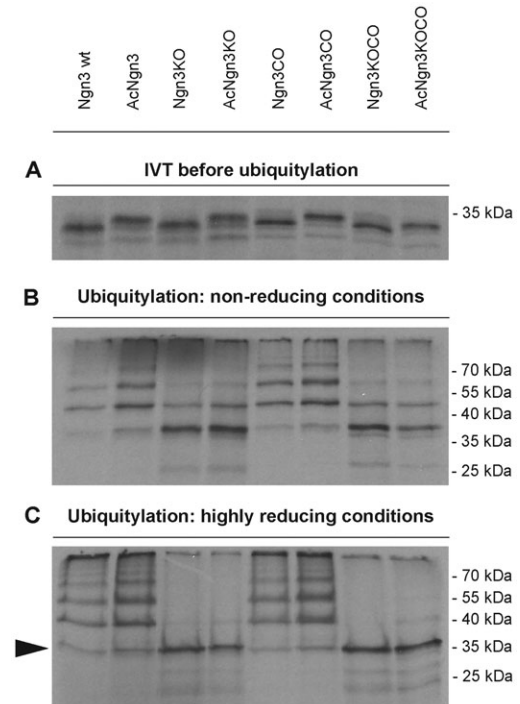 Ngn3 wt
AcNgn3
Ngn3KO
AcNgn3KO
Ngn3CO
AcNgn3CO
Ngn3KOCO
AcNgn3KOCO
A IVT before ubiquitylation
- 35 kDa
B Ubiquitylation: non-reducing conditions
- 70 kDa
- 55 kDa
- 40 kDa
- 35 kDa
- 25 kDa
C Ubiquitylation: highly reducing conditions
- 70 kDa
- 55 kDa
- 40 kDa
- 35 kDa
- 25 kDa